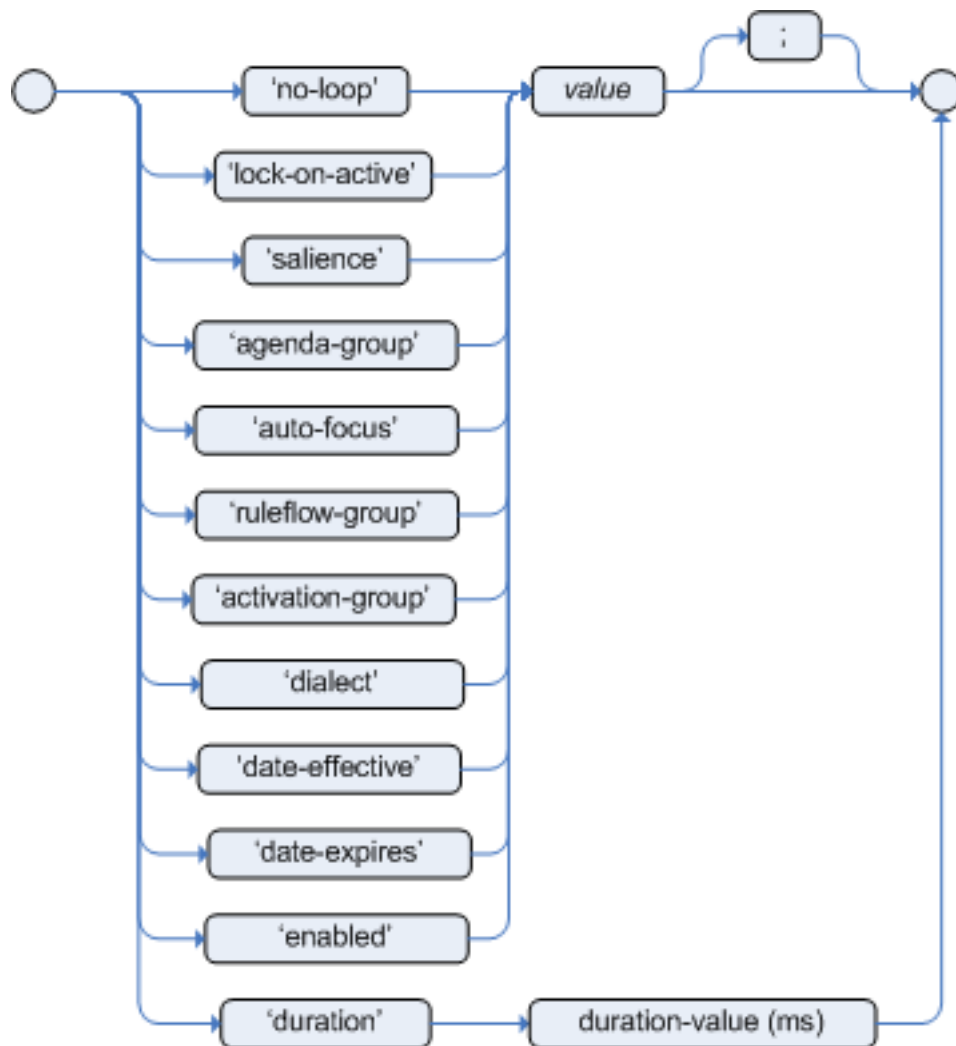 ;
‘no-loop’ value
‘lock-on-active’
‘salience’
‘agenda-group’
‘auto-focus’
‘ruleflow-group’
‘activation-group’
‘dialect’
‘date-effective’
‘date-expires’
‘enabled’
‘duration’ duration-value (ms)